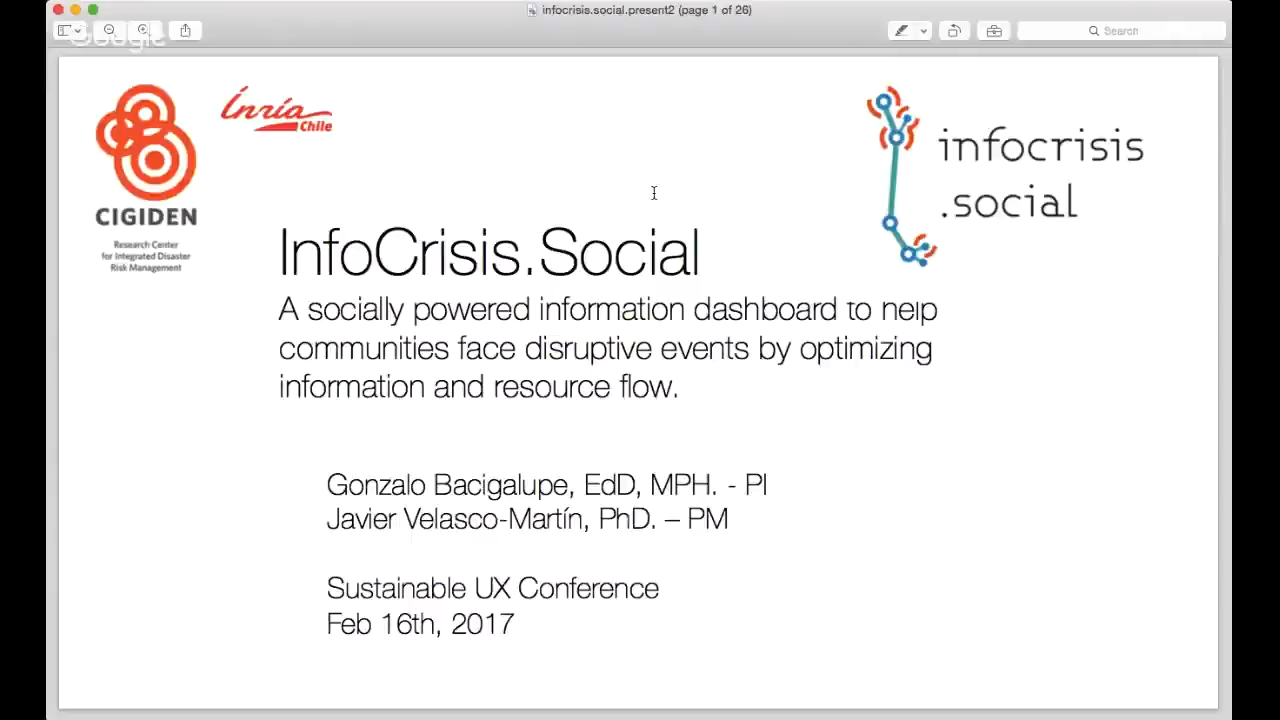 infocrisis.social.present2 (page 1 of 26)
Google
Search
Inria
Chile
CIGIDEN
Research Center
for Integrated Disaster
Risk Management
infocrisis
.social
InfoCrisis.Social
A socially powered information dashboard to help
communities face disruptive events by optimizing
information and resource flow.
Gonzalo Bacigalupe, EdD, MPH. - PI
Javier Velasco-Martín, PhD. – PM
Sustainable UX Conference
Feb 16th, 2017